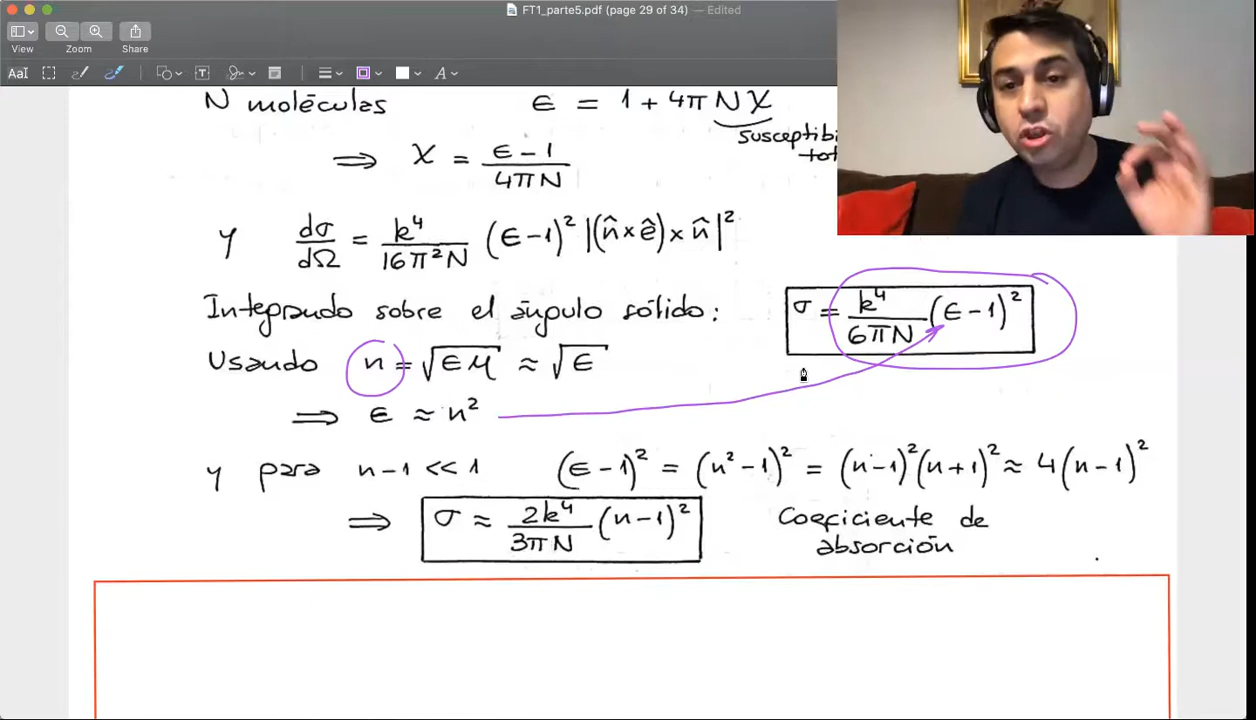 FT1_parte5.pdf (page 29 of 34) — Edited
View Zoom Share
AaI T A
N moléculas ϵ = 1 + 4π N χ
susceptibi
tot
⟹ χ = (ϵ - 1) / (4πN)
y dσ/dΩ = k⁴/(16π²N) (ϵ-1)² |(n̂ × ê) × n̂|²
Integrando sobre el ángulo sólido: σ = k⁴/(6πN) (ϵ-1)²
Usando n = √(ϵμ) ≈ √ϵ
⟹ ϵ ≈ n²
y para n-1 << 1 (ϵ-1)² = (n²-1)² = (n-1)² (n+1)² ≈ 4(n-1)²
⟹ σ ≈ 2k⁴/(3πN) (n-1)² Coeficiente de
absorción